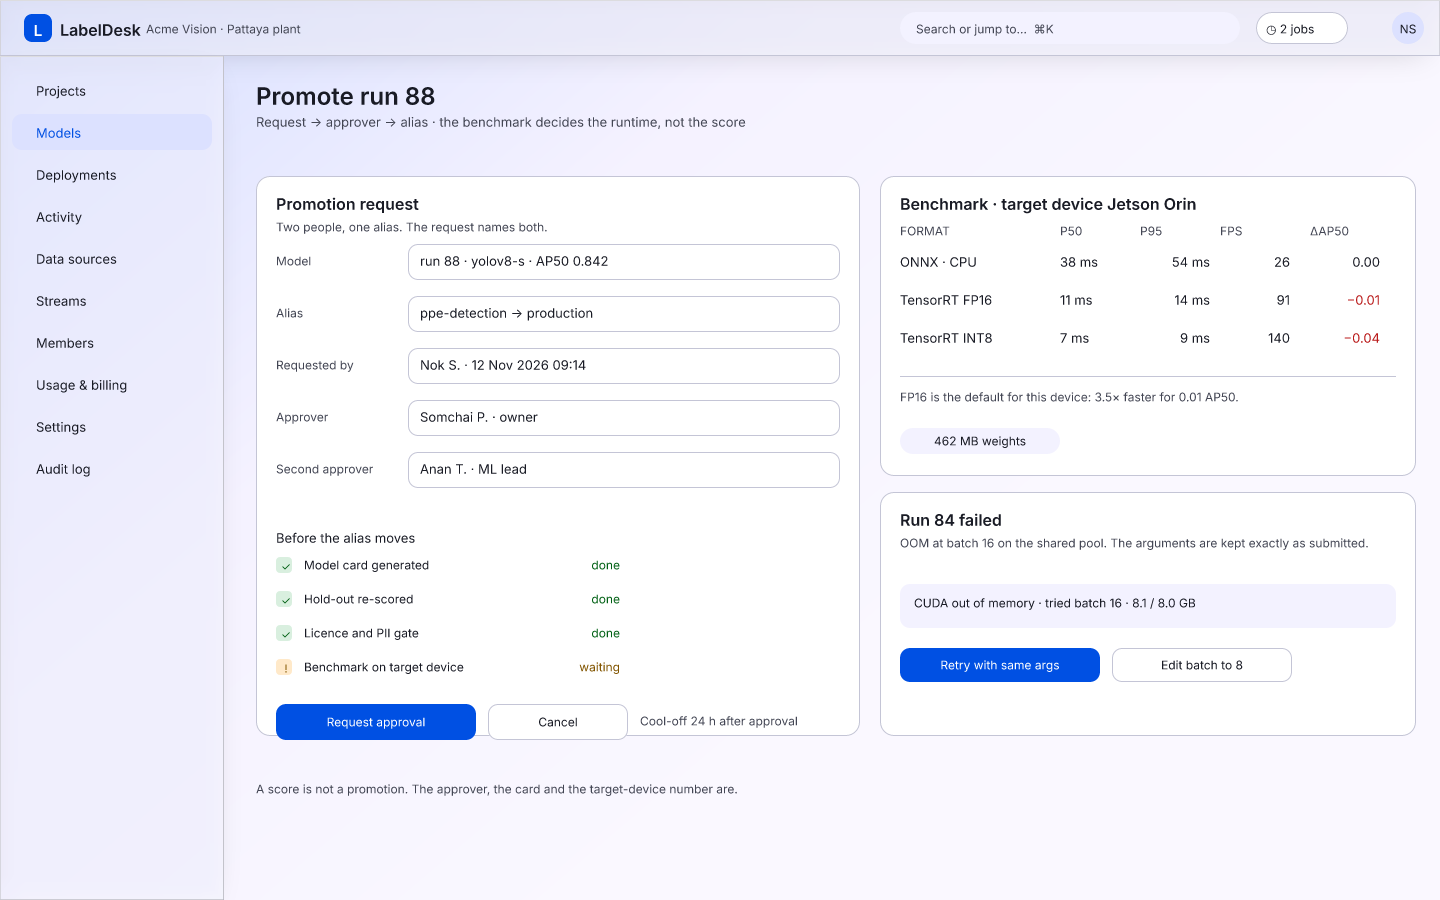 L LabelDesk Acme Vision · Pattaya plant
Search or jump to... ⌘K
2 jobs
NS
Projects
Models
Deployments
Activity
Data sources
Streams
Members
Usage & billing
Settings
Audit log
Promote run 88
Request → approver → alias · the benchmark decides the runtime, not the score
Promotion request
Two people, one alias. The request names both.
Model run 88 · yolov8-s · AP50 0.842
Alias ppe-detection → production
Requested by Nok S. · 12 Nov 2026 09:14
Approver Somchai P. · owner
Second approver Anan T. · ML lead
Before the alias moves
Model card generated done
Hold-out re-scored done
Licence and PII gate done
! Benchmark on target device waiting
Request approval Cancel Cool-off 24 h after approval
Benchmark · target device Jetson Orin
FORMAT P50 P95 FPS ΔAP50
ONNX · CPU 38 ms 54 ms 26 0.00
TensorRT FP16 11 ms 14 ms 91 −0.01
TensorRT INT8 7 ms 9 ms 140 −0.04
FP16 is the default for this device: 3.5× faster for 0.01 AP50.
462 MB weights
Run 84 failed
OOM at batch 16 on the shared pool. The arguments are kept exactly as submitted.
CUDA out of memory · tried batch 16 · 8.1 / 8.0 GB
Retry with same args Edit batch to 8
A score is not a promotion. The approver, the card and the target-device number are.